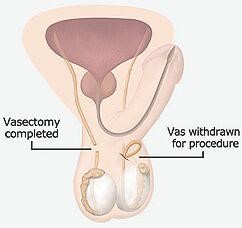 Vasectomy
completed
Vas withdrawn
for procedure